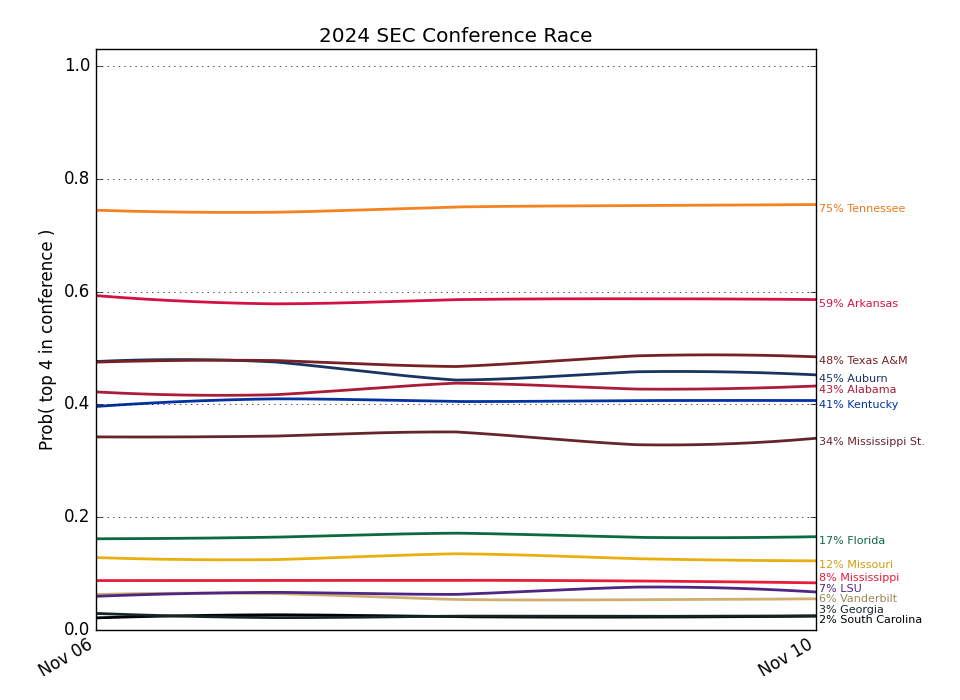 2024 SEC Conference Race
1.0
0.8
0.6
0.4
0.2
0.0
Prob( top 4 in conference )
75% Tennessee
59% Arkansas
48% Texas A&M
45% Auburn
43% Alabama
41% Kentucky
34% Mississippi St.
17% Florida
12% Missouri
8% Mississippi
7% LSU
6% Vanderbilt
3% Georgia
2% South Carolina
Nov 06
Nov 10